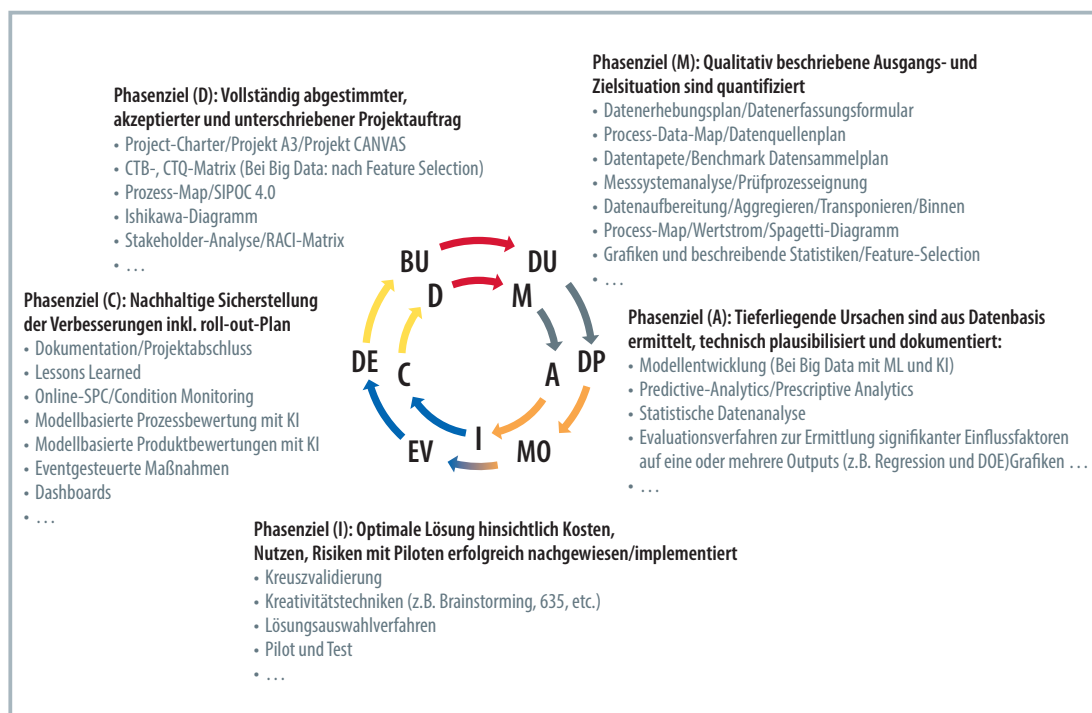 Phasenziel (D): Vollständig abgestimmter,
akzeptierter und unterschriebener Projektauftrag
• Project-Charter/Projekt A3/Projekt CANVAS
• CTB-, CTQ-Matrix (Bei Big Data: nach Feature Selection)
• Prozess-Map/SIPOC 4.0
• Ishikawa-Diagramm
• Stakeholder-Analyse/RACI-Matrix
• …
Phasenziel (M): Qualitativ beschriebene Ausgangs- und
Zielsituation sind quantifiziert
• Datenerhebungsplan/Datenerfassungsformular
• Process-Data-Map/Datenquellenplan
• Datentapete/Benchmark Datensammelplan
• Messsystemanalyse/Prüfprozesseignung
• Datenaufbereitung/Aggregieren/Transponieren/Binnen
• Process-Map/Wertstrom/Spagetti-Diagramm
• Grafiken und beschreibende Statistiken/Feature-Selection
• …
BU DU
D M
DE C A DP
I
EV MO
Phasenziel (C): Nachhaltige Sicherstellung
der Verbesserungen inkl. roll-out-Plan
• Dokumentation/Projektabschluss
• Lessons Learned
• Online-SPC/Condition Monitoring
• Modellbasierte Prozessbewertung mit KI
• Modellbasierte Produktbewertungen mit KI
• Eventgesteuerte Maßnahmen
• Dashboards
• …
Phasenziel (A): Tieferliegende Ursachen sind aus Datenbasis
ermittelt, technisch plausibilisiert und dokumentiert:
• Modellentwicklung (Bei Big Data mit ML und KI)
• Predictive-Analytics/Prescriptive Analytics
• Statistische Datenanalyse
• Evaluationsverfahren zur Ermittlung signifikanter Einflussfaktoren
auf eine oder mehrere Outputs (z.B. Regression und DOE)Grafiken …
• …
Phasenziel (I): Optimale Lösung hinsichtlich Kosten,
Nutzen, Risiken mit Piloten erfolgreich nachgewiesen/implementiert
• Kreuszvalidierung
• Kreativitätstechniken (z.B. Brainstorming, 635, etc.)
• Lösungsauswahlverfahren
• Pilot und Test
• …